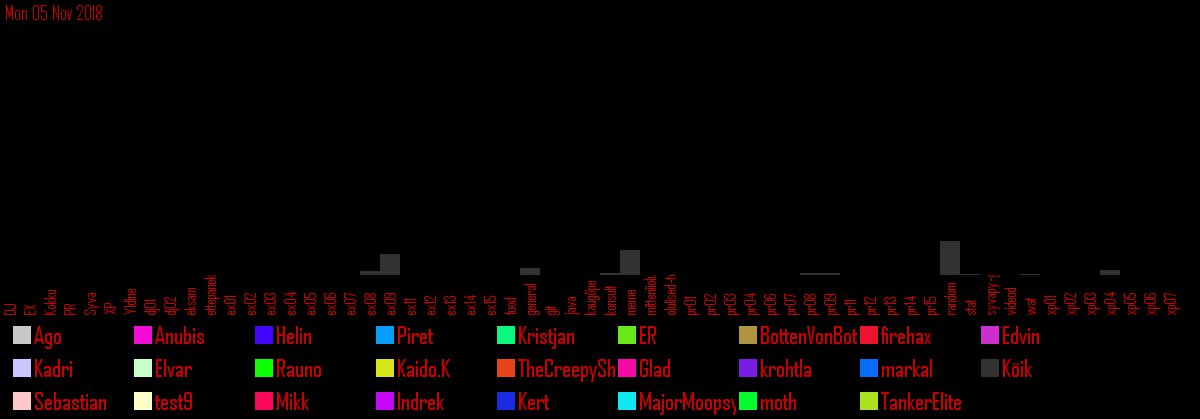 Mon 05 Nov 2018
DJ EX Kokku PR Syva XP Yldine dj01 dj02 eksam ettepanek ex01 ex02 ex03 ex04 ex05 ex06 ex07 ex08 ex09 ex11 ex12 ex13 ex14 ex15 food general git java kaugõpe konsult meme mitteniloli. olulised-t pr01 pr02 pr03 pr04 pr06 pr07 pr08 pr09 pr11 pr12 pr13 pr14 pr15 random stat syvapy-g videod wat xp01 xp02 xp03 xp04 xp05 xp06 xp07
Ago Anubis Helin Piret Kristjan ER BottenVonBot firehax Edvin
Kadri Elvar Rauno Kaido.K TheCreepySh Glad krohtla markal Kõik
Sebastian test9 Mikk Indrek Kert MajorMoopsy moth TankerElite